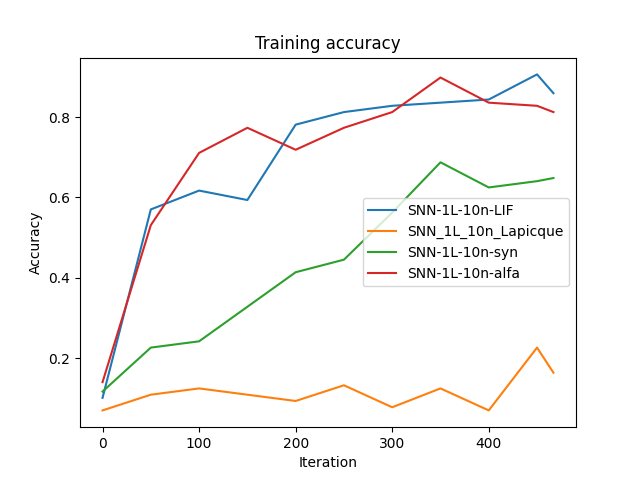 Training accuracy
Accuracy
0.8
0.6
0.4
0.2
SNN-1L-10n-LIF
SNN_1L_10n_Lapicque
SNN-1L-10n-syn
SNN-1L-10n-alfa
0 100 200 300 400
Iteration